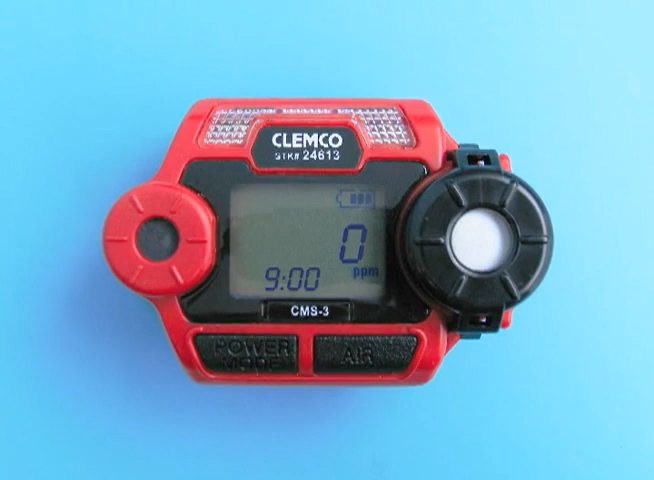 CLEMCO
STK# 24613
0
ppm
9:00
CMS-3
POWER
MODE
AIR